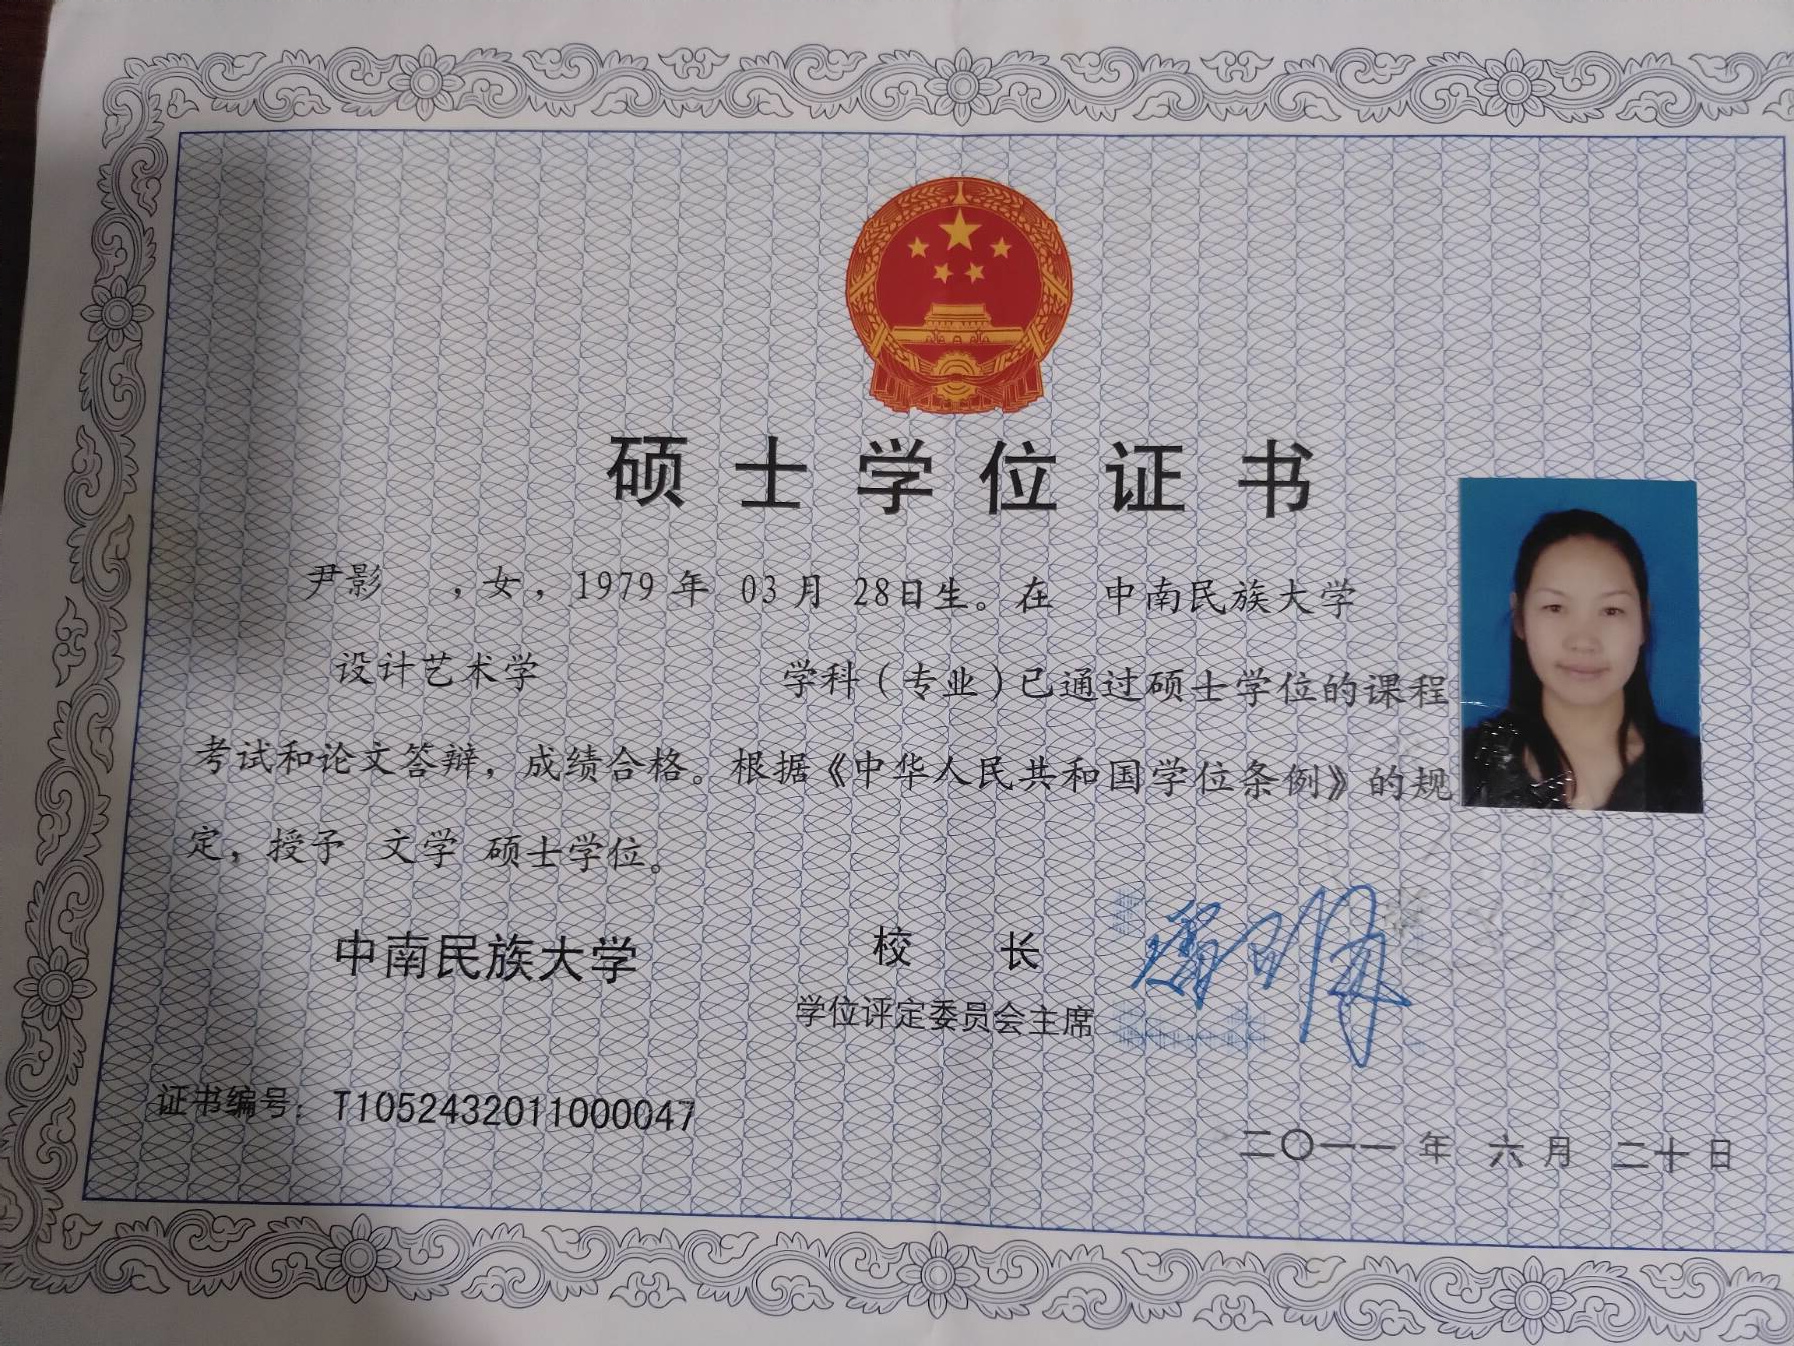 硕士学位证书
尹影 ，女，1979年 03月 28日生。在 中南民族大学
设计艺术学 学科（专业）已通过硕士学位的课程
考试和论文答辩，成绩合格。根据《中华人民共和国学位条例》的规
定，授予 文学 硕士学位。
中南民族大学 校 长
学位评定委员会主席
证书编号：T1052432011000047
二〇一一年 六月 二十日